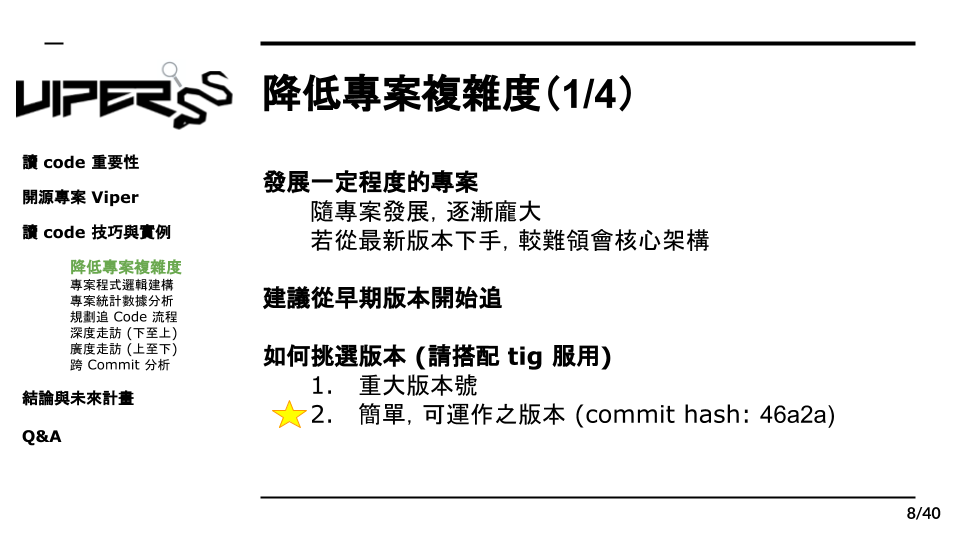 VIPER
降低專案複雜度(1/4)
讀 code 重要性
開源專案 Viper
讀 code 技巧與實例
降低專案複雜度
專案程式邏輯建構
專案統計數據分析
規劃追 Code 流程
深度走訪 (下至上)
廣度走訪 (上至下)
跨 Commit 分析
結論與未來計畫
Q&A
發展一定程度的專案
隨專案發展, 逐漸龐大
若從最新版本下手, 較難領會核心架構
建議從早期版本開始追
如何挑選版本 (請搭配 tig 服用)
1. 重大版本號
2. 簡單, 可運作之版本 (commit hash: 46a2a)
8/40